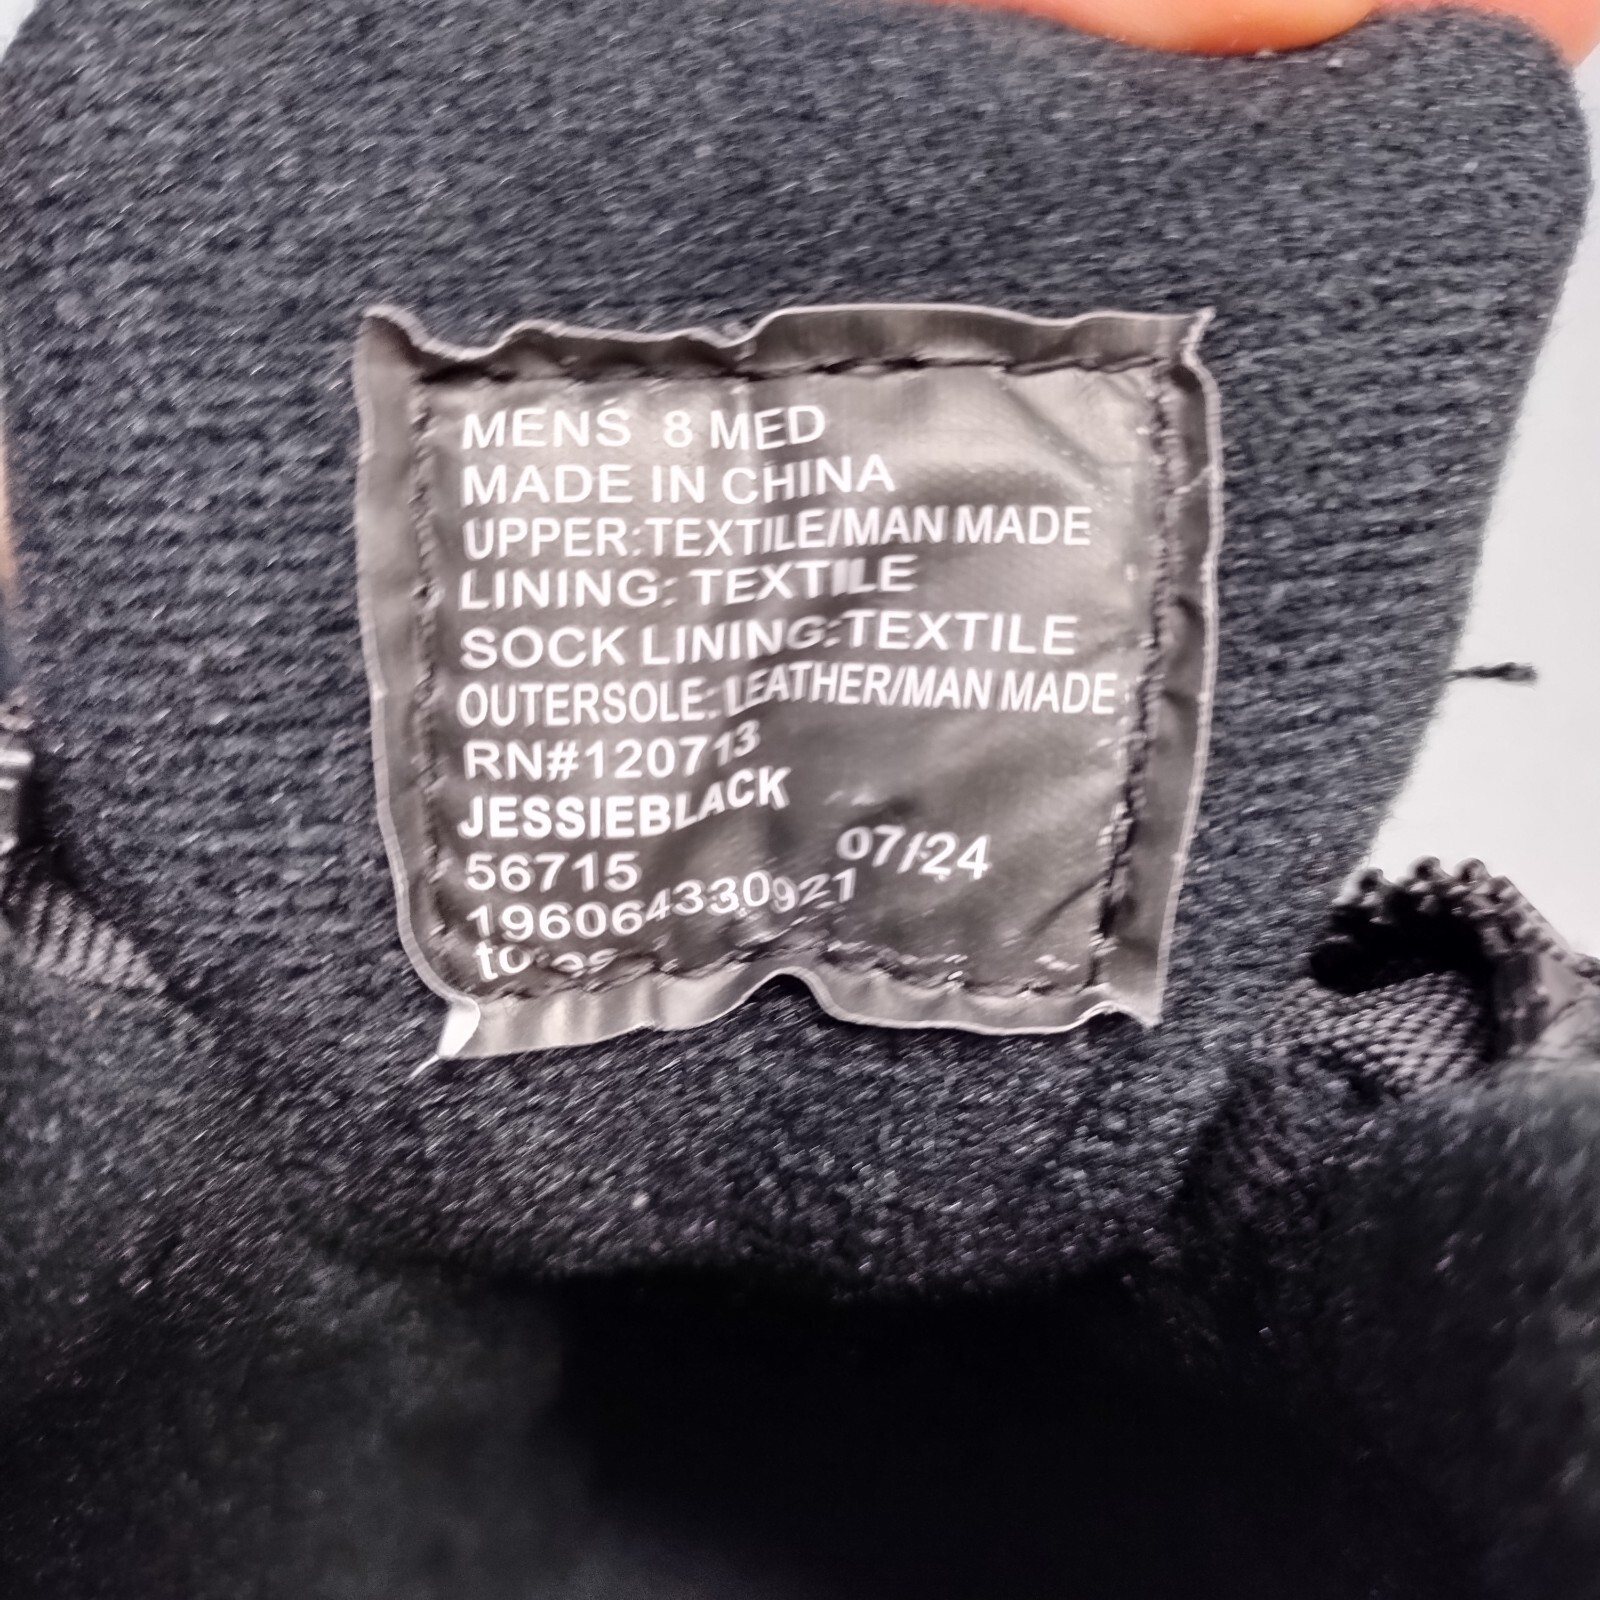 MENS 8 MED
MADE IN CHINA
UPPER:TEXTILE/MAN MADE
LINING: TEXTILE
SOCK LINING:TEXTILE
OUTERSOLE: LEATHER/MAN MADE
RN#120713
JESSIEBLACK
56715 07/24
196064330921